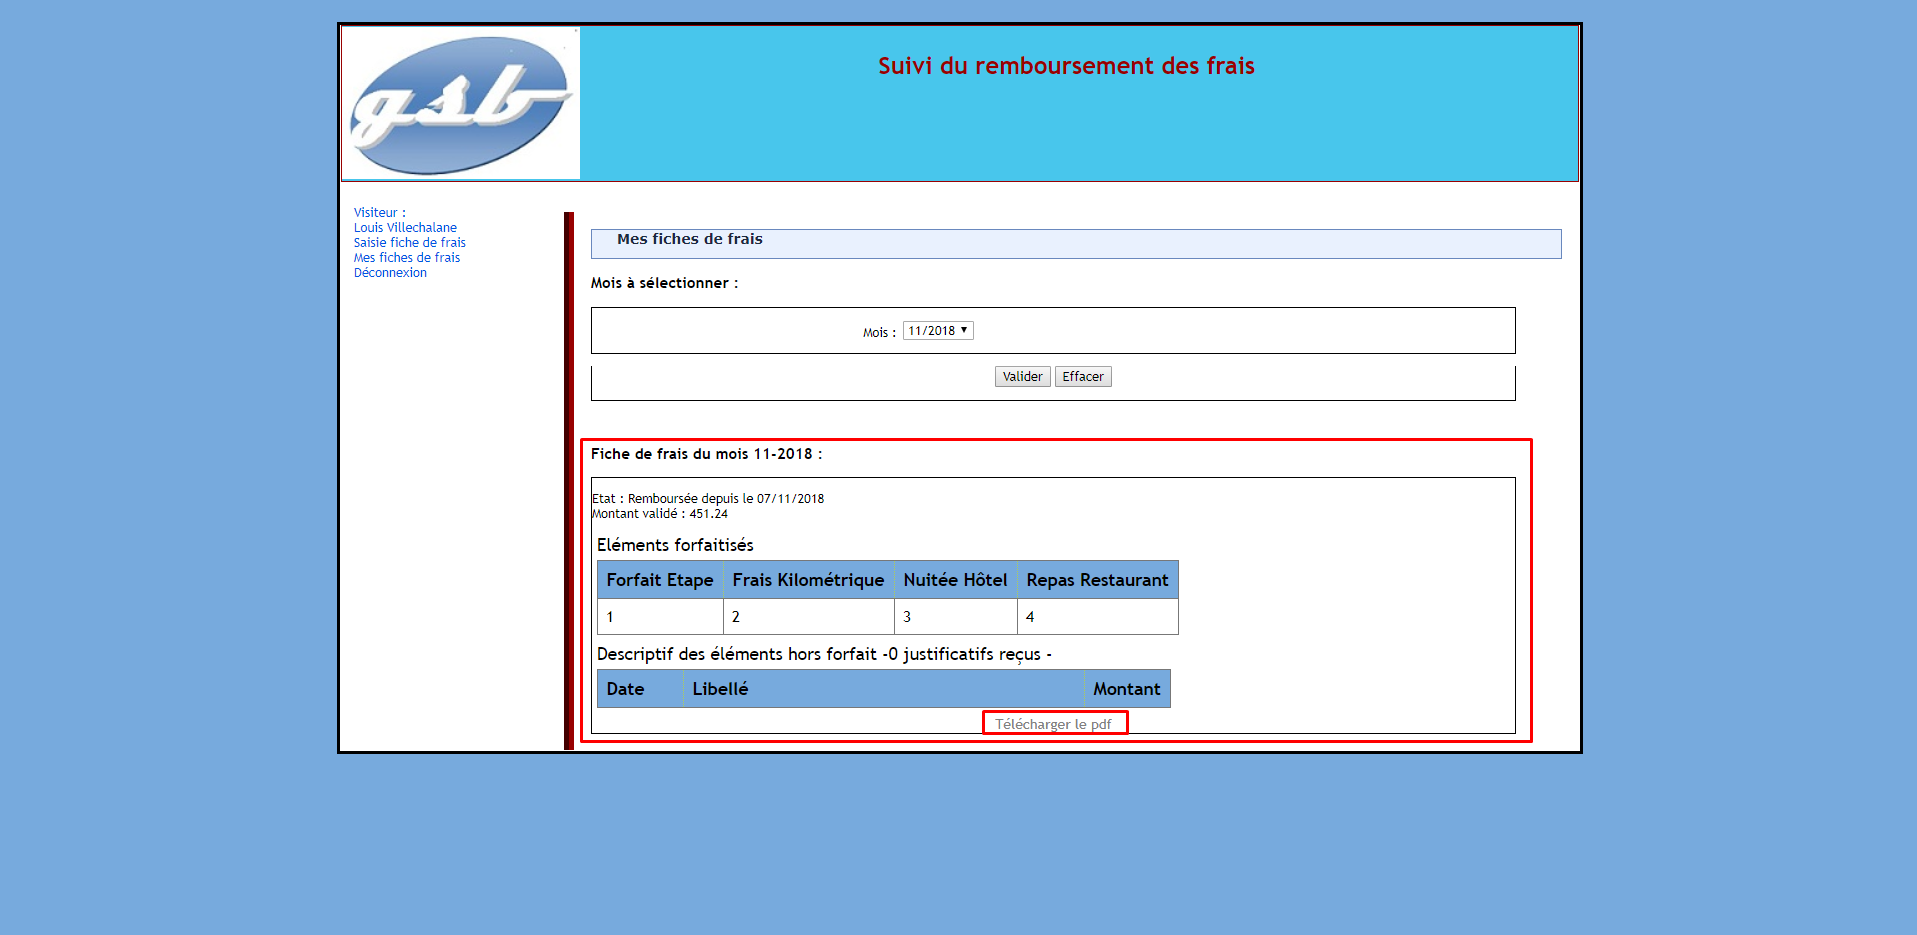 gsb
Suivi du remboursement des frais
Visiteur :
Louis Villechalane
Saisie fiche de frais
Mes fiches de frais
Déconnexion
Mes fiches de frais
Mois à sélectionner :
Mois : 11/2018
Valider Effacer
Fiche de frais du mois 11-2018 :
Etat : Remboursée depuis le 07/11/2018
Montant validé : 451.24
Eléments forfaitisés
Forfait Etape Frais Kilométrique Nuitée Hôtel Repas Restaurant
1 2 3 4
Descriptif des éléments hors forfait -0 justificatifs reçus -
Date Libellé Montant
Télécharger le pdf